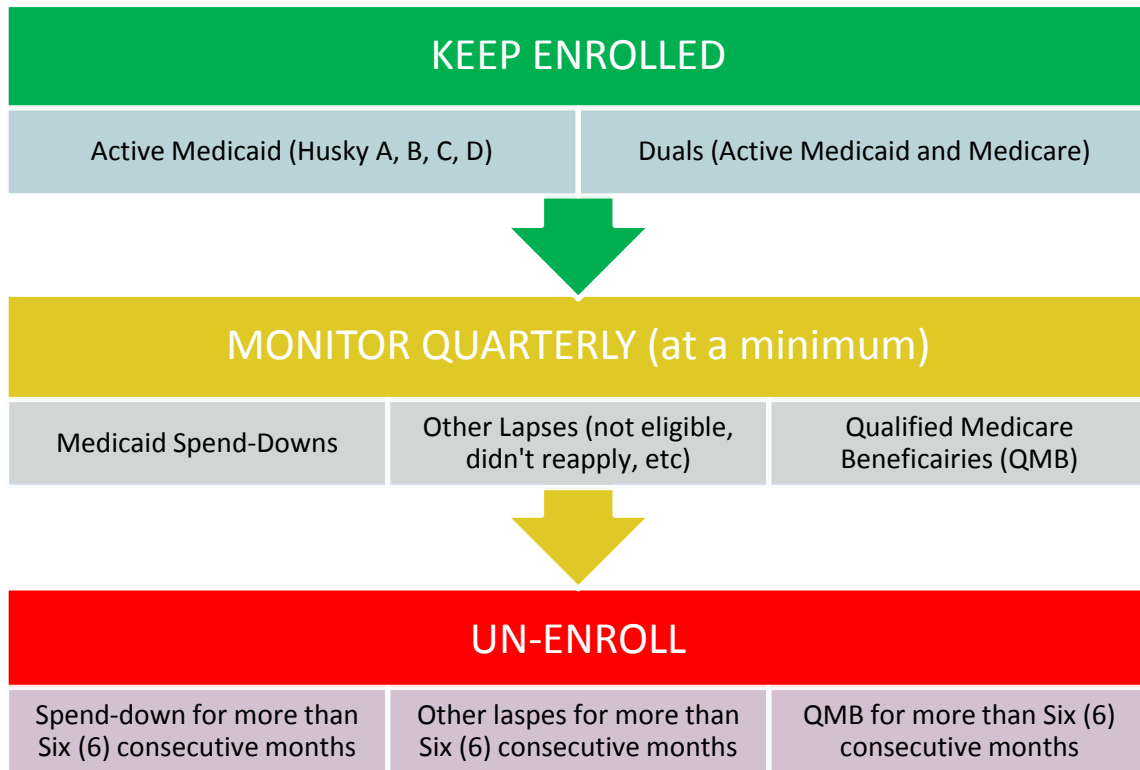 KEEP ENROLLED
Active Medicaid (Husky A, B, C, D)
Duals (Active Medicaid and Medicare)
MONITOR QUARTERLY (at a minimum)
Medicaid Spend-Downs
Other Lapses (not eligible,
didn't reapply, etc)
Qualified Medicare
Beneficairies (QMB)
UN-ENROLL
Spend-down for more than
Six (6) consecutive months
Other laspes for more than
Six (6) consecutive months
QMB for more than Six (6)
consecutive months